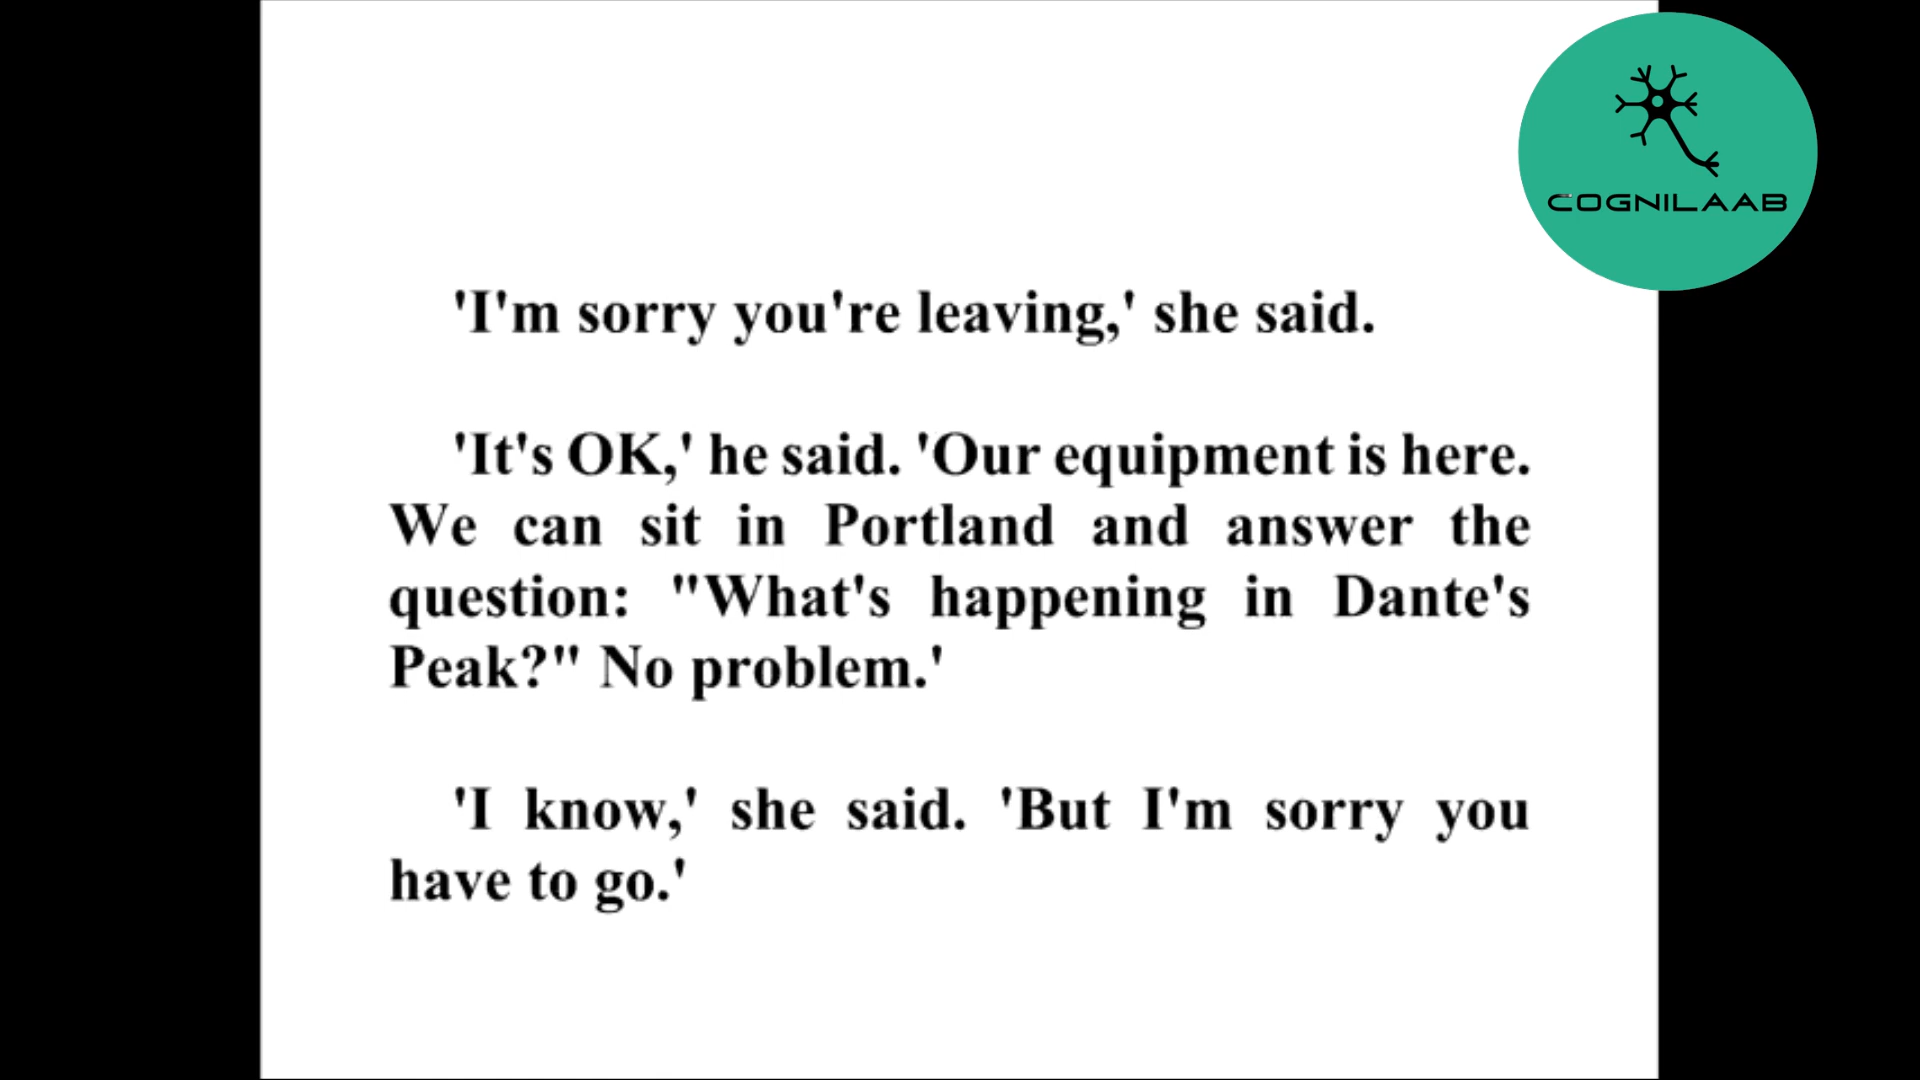 COGNILAAB
'I'm sorry you're leaving,' she said.
'It's OK,' he said. 'Our equipment is here.
We can sit in Portland and answer the
question: "What's happening in Dante's
Peak?" No problem.'
'I know,' she said. 'But I'm sorry you
have to go.'